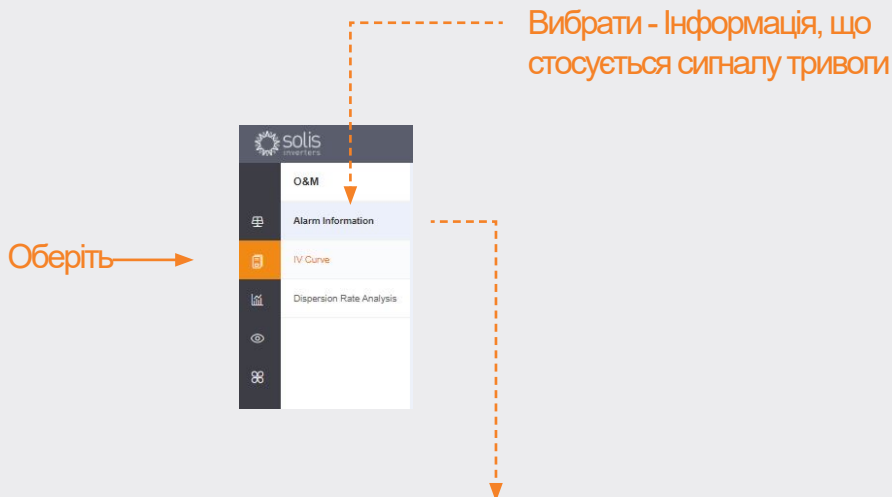 Вибрати - Інформація, що
стосується сигналу тривоги
solis
inverters
O&M
Alarm Information
Оберіть
IV Curve
Dispersion Rate Analysis